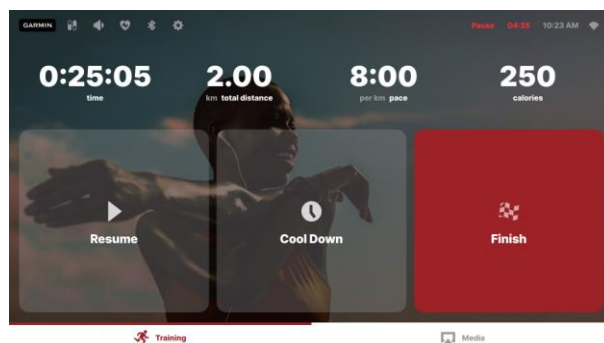 GARMIN
Pause 04:35 10:23 AM
0:25:05 2.00 8:00 250
time km total distance per km pace calories
Resume Cool Down Finish
Training Media